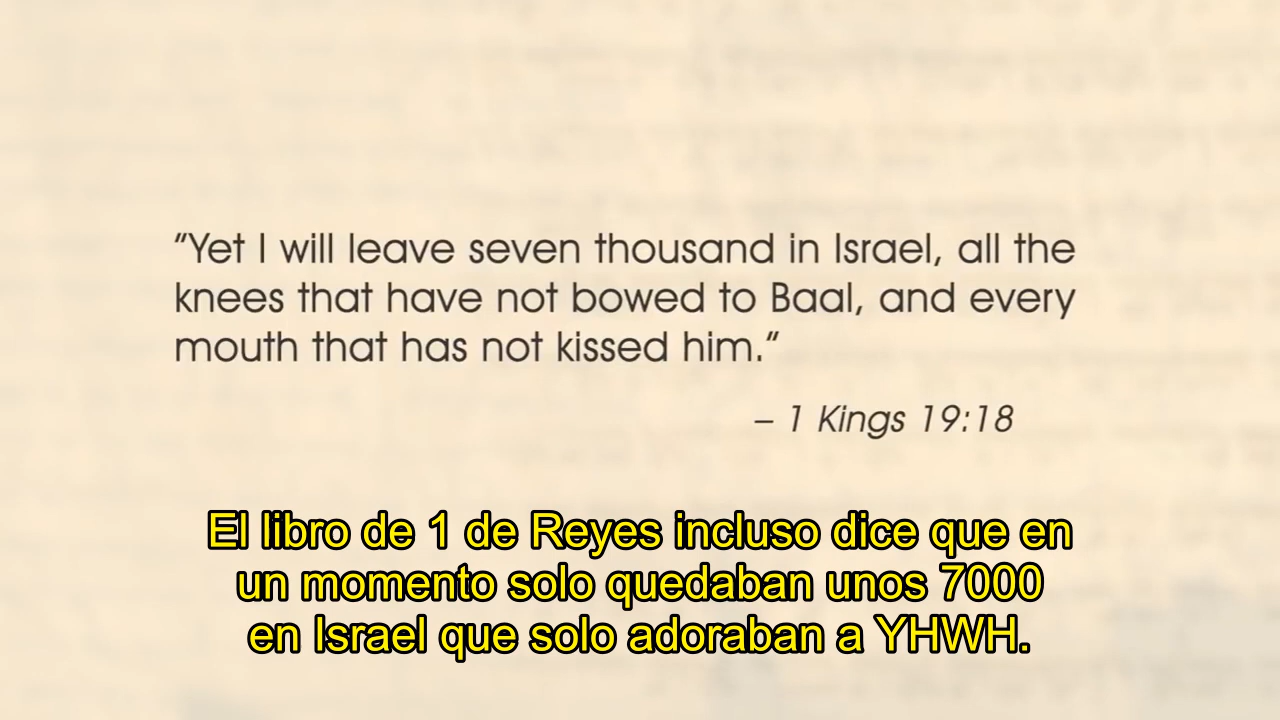 “Yet I will leave seven thousand in Israel, all the
knees that have not bowed to Baal, and every
mouth that has not kissed him.”
– 1 Kings 19:18
El libro de 1 de Reyes incluso dice que en
un momento solo quedaban unos 7000
en Israel que solo adoraban a YHWH.